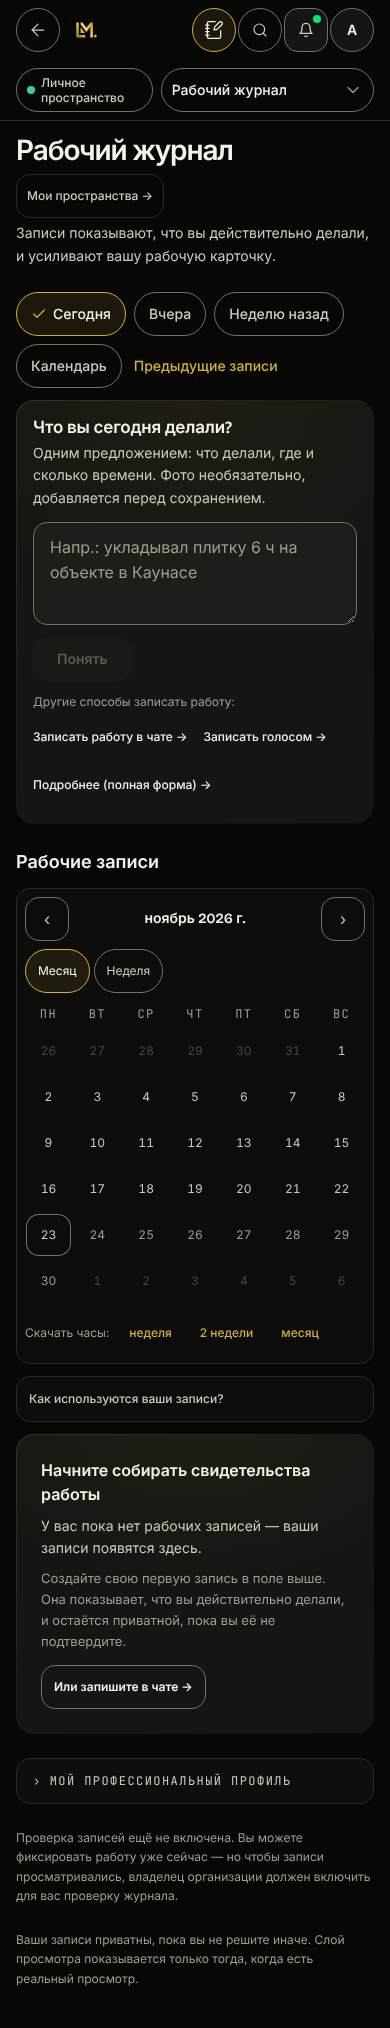 LM.
A
Личное
пространство
Рабочий журнал
Рабочий журнал
Мои пространства →
Записи показывают, что вы действительно делали,
и усиливают вашу рабочую карточку.
Сегодня
Вчера
Неделю назад
Календарь
Предыдущие записи
Что вы сегодня делали?
Одним предложением: что делали, где и
сколько времени. Фото необязательно,
добавляется перед сохранением.
Напр.: укладывал плитку 6 ч на
объекте в Каунасе
Понять
Другие способы записать работу:
Записать работу в чате → Записать голосом →
Подробнее (полная форма) →
Рабочие записи
‹ ноябрь 2026 г. ›
Месяц Неделя
ПН ВТ СР ЧТ ПТ СБ ВС
26 27 28 29 30 31 1
2 3 4 5 6 7 8
9 10 11 12 13 14 15
16 17 18 19 20 21 22
23 24 25 26 27 28 29
30 1 2 3 4 5 6
Скачать часы: неделя 2 недели месяц
Как используются ваши записи?
Начните собирать свидетельства
работы
У вас пока нет рабочих записей — ваши
записи появятся здесь.
Создайте свою первую запись в поле выше.
Она показывает, что вы действительно делали,
и остаётся приватной, пока вы её не
подтвердите.
Или запишите в чате →
› МОЙ ПРОФЕССИОНАЛЬНЫЙ ПРОФИЛЬ
Проверка записей ещё не включена. Вы можете
фиксировать работу уже сейчас — но чтобы записи
просматривались, владелец организации должен включить
для вас проверку журнала.
Ваши записи приватны, пока вы не решите иначе. Слой
просмотра показывается только тогда, когда есть
реальный просмотр.